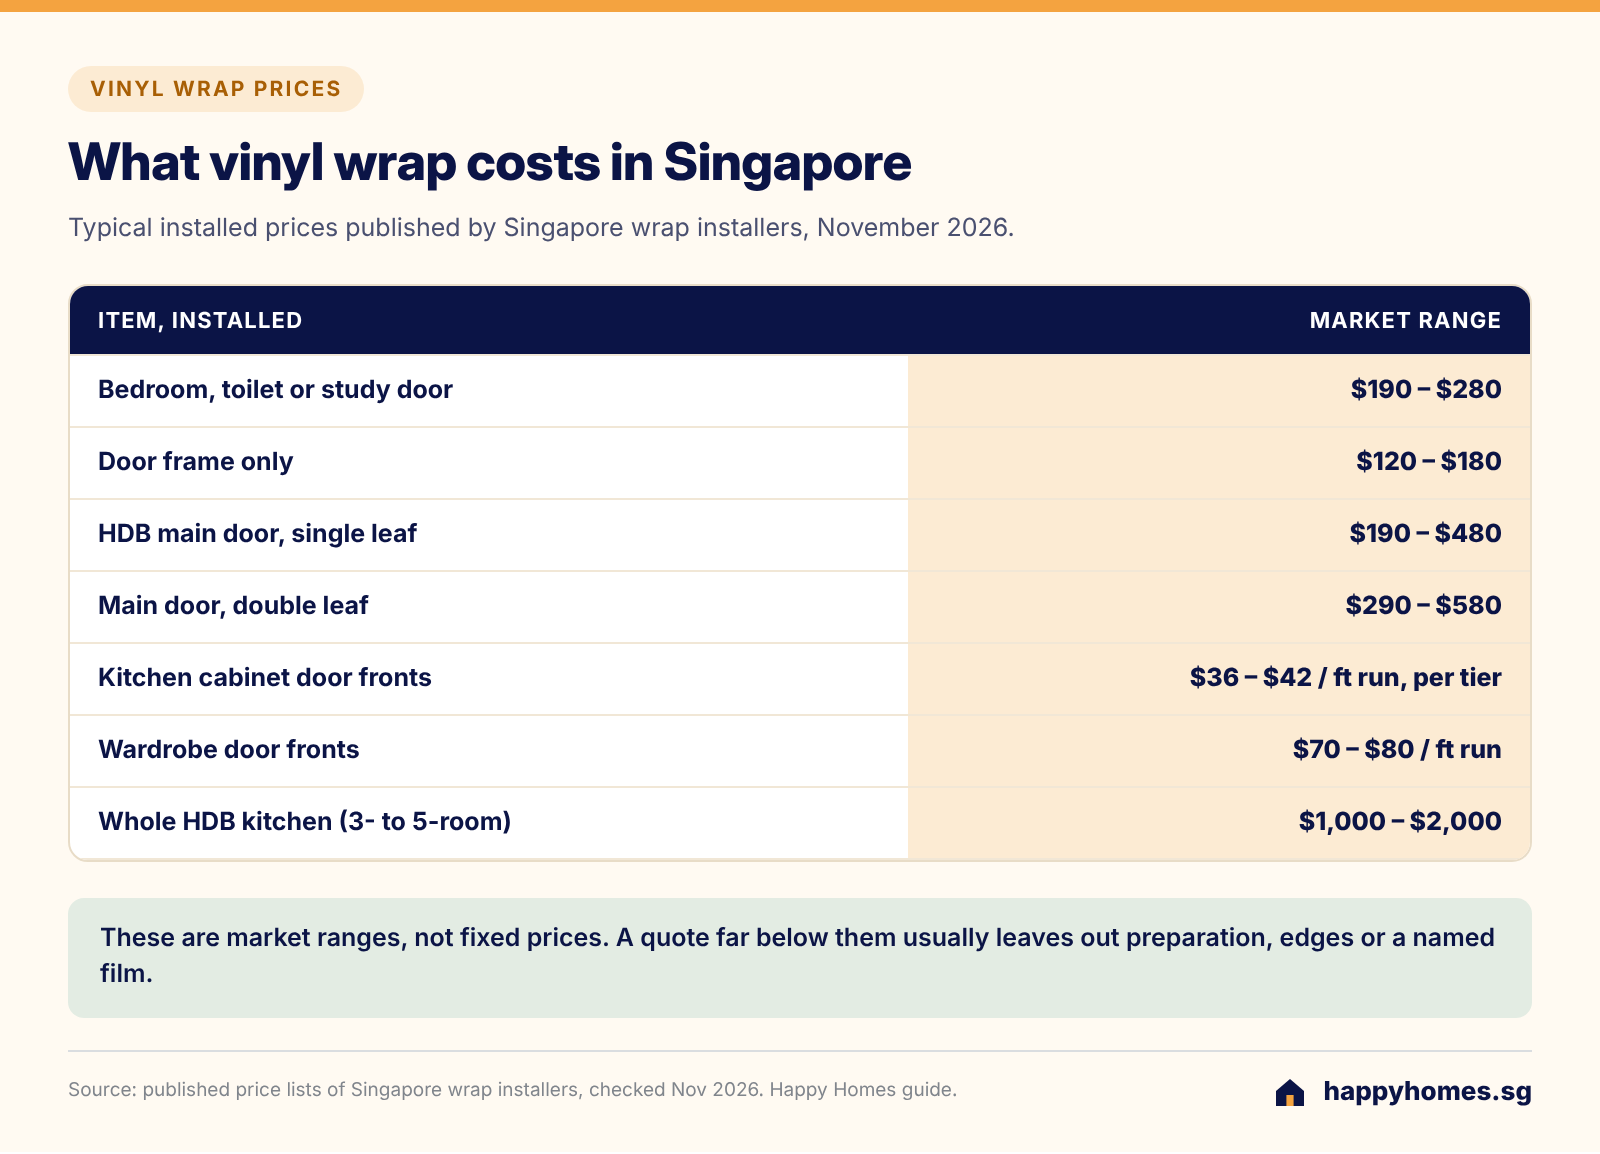 VINYL WRAP PRICES
What vinyl wrap costs in Singapore
Typical installed prices published by Singapore wrap installers, November 2026.
ITEM, INSTALLED MARKET RANGE
Bedroom, toilet or study door $190 – $280
Door frame only $120 – $180
HDB main door, single leaf $190 – $480
Main door, double leaf $290 – $580
Kitchen cabinet door fronts $36 – $42 / ft run, per tier
Wardrobe door fronts $70 – $80 / ft run
Whole HDB kitchen (3- to 5-room) $1,000 – $2,000
These are market ranges, not fixed prices. A quote far below them usually leaves out preparation, edges or a named
film.
Source: published price lists of Singapore wrap installers, checked Nov 2026. Happy Homes guide.
happyhomes.sg